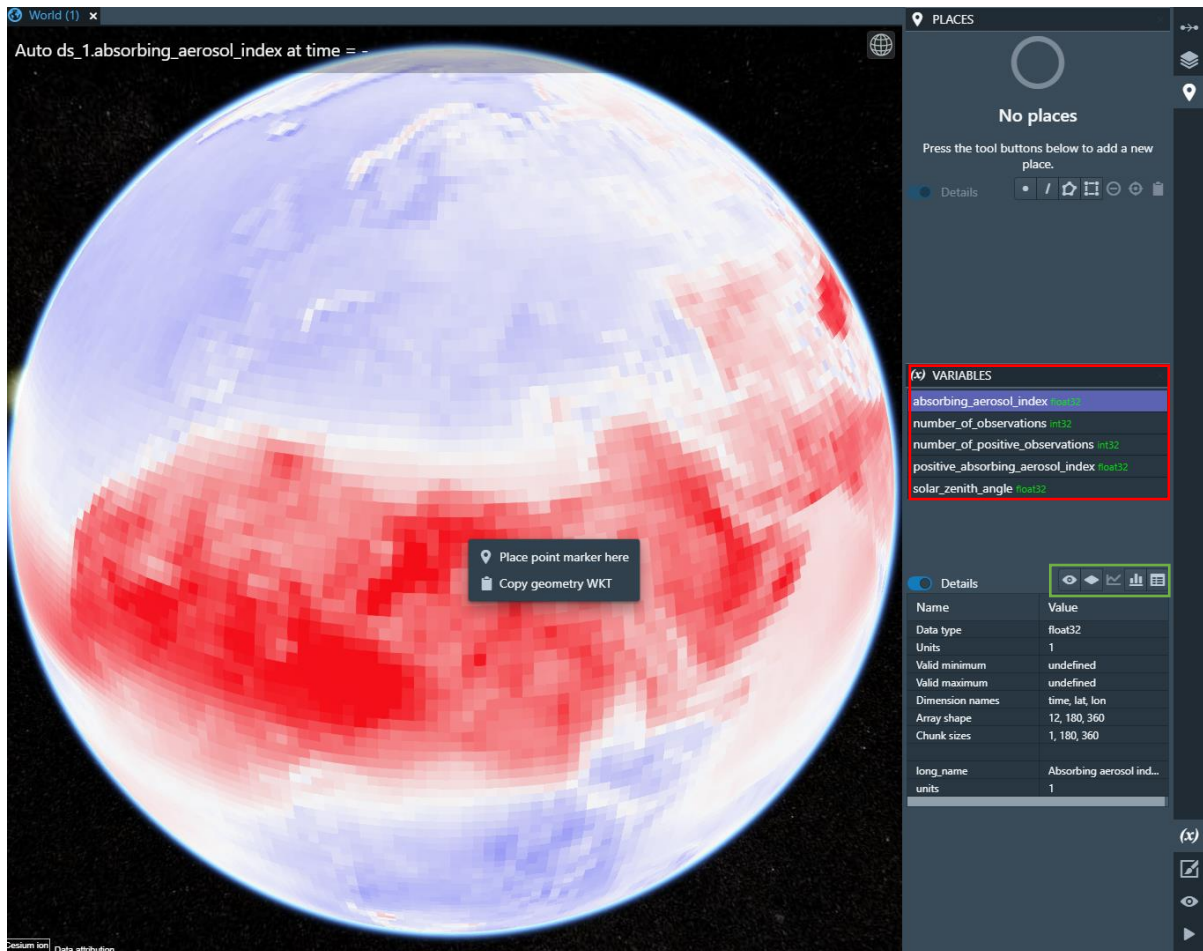 World (1) ×
Auto ds_1.absorbing_aerosol_index at time = -
Place point marker here
Copy geometry WKT
Cesium ion
Data attribution
PLACES
No places
Press the tool buttons below to add a new
place.
Details
(x) VARIABLES
absorbing_aerosol_index float32
number_of_observations int32
number_of_positive_observations int32
positive_absorbing_aerosol_index float32
solar_zenith_angle float32
Details
Name Value
Data type float32
Units 1
Valid minimum undefined
Valid maximum undefined
Dimension names time, lat, lon
Array shape 12, 180, 360
Chunk sizes 1, 180, 360
long_name Absorbing aerosol ind...
units 1
(x)